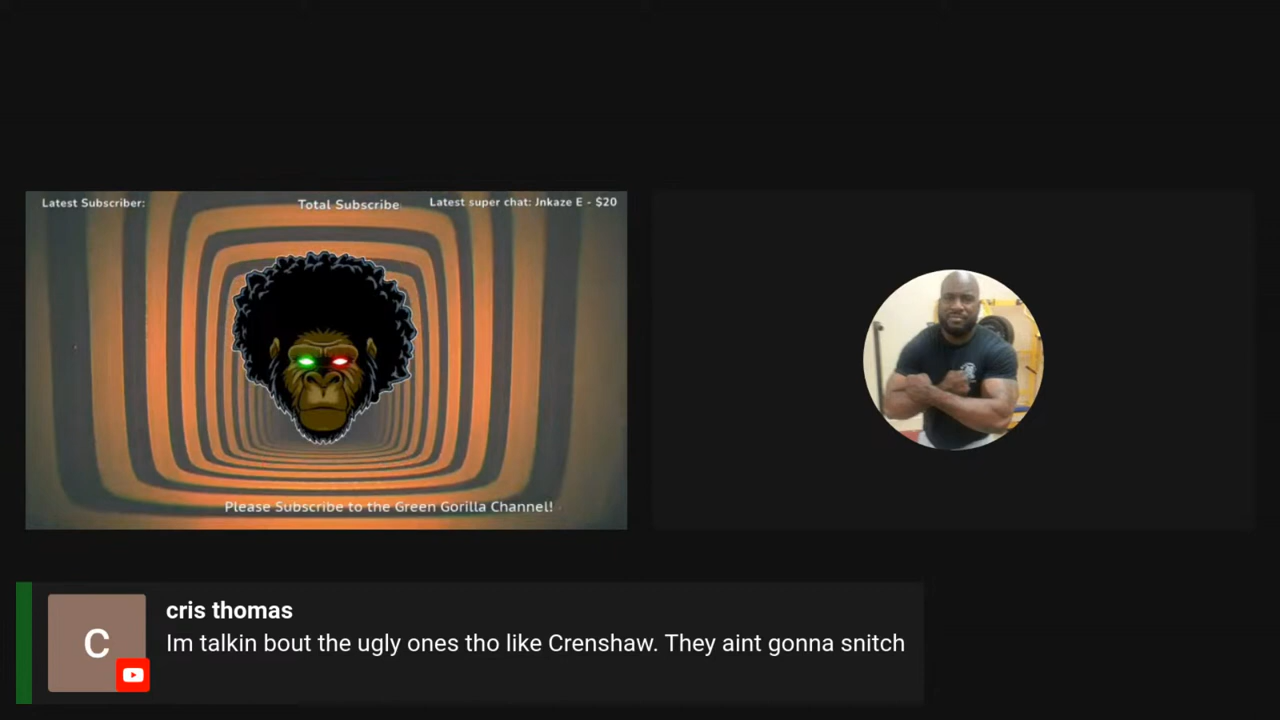 Latest Subscriber:
Total Subscribe
Latest super chat: Jnkaze E - $20
Please Subscribe to the Green Gorilla Channel!
C
cris thomas
Im talkin bout the ugly ones tho like Crenshaw. They aint gonna snitch